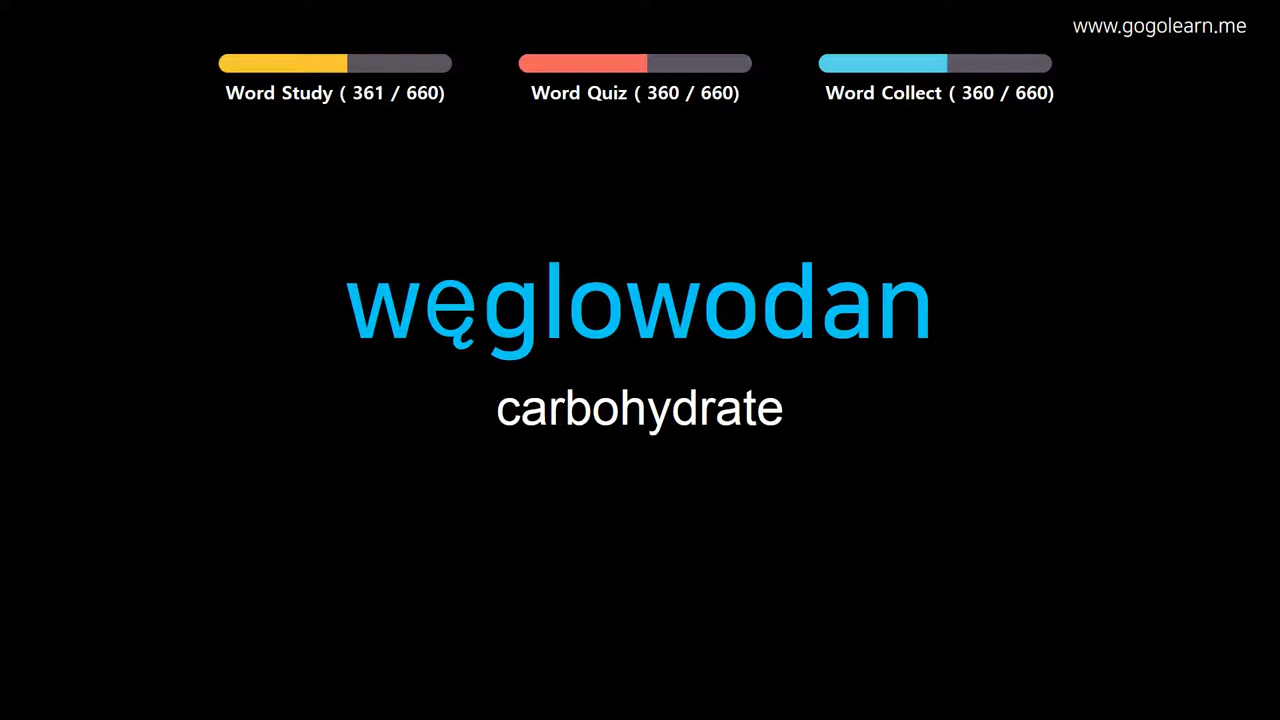 www.gogolearn.me
Word Study ( 361 / 660)
Word Quiz ( 360 / 660)
Word Collect ( 360 / 660)
węglowodan
carbohydrate